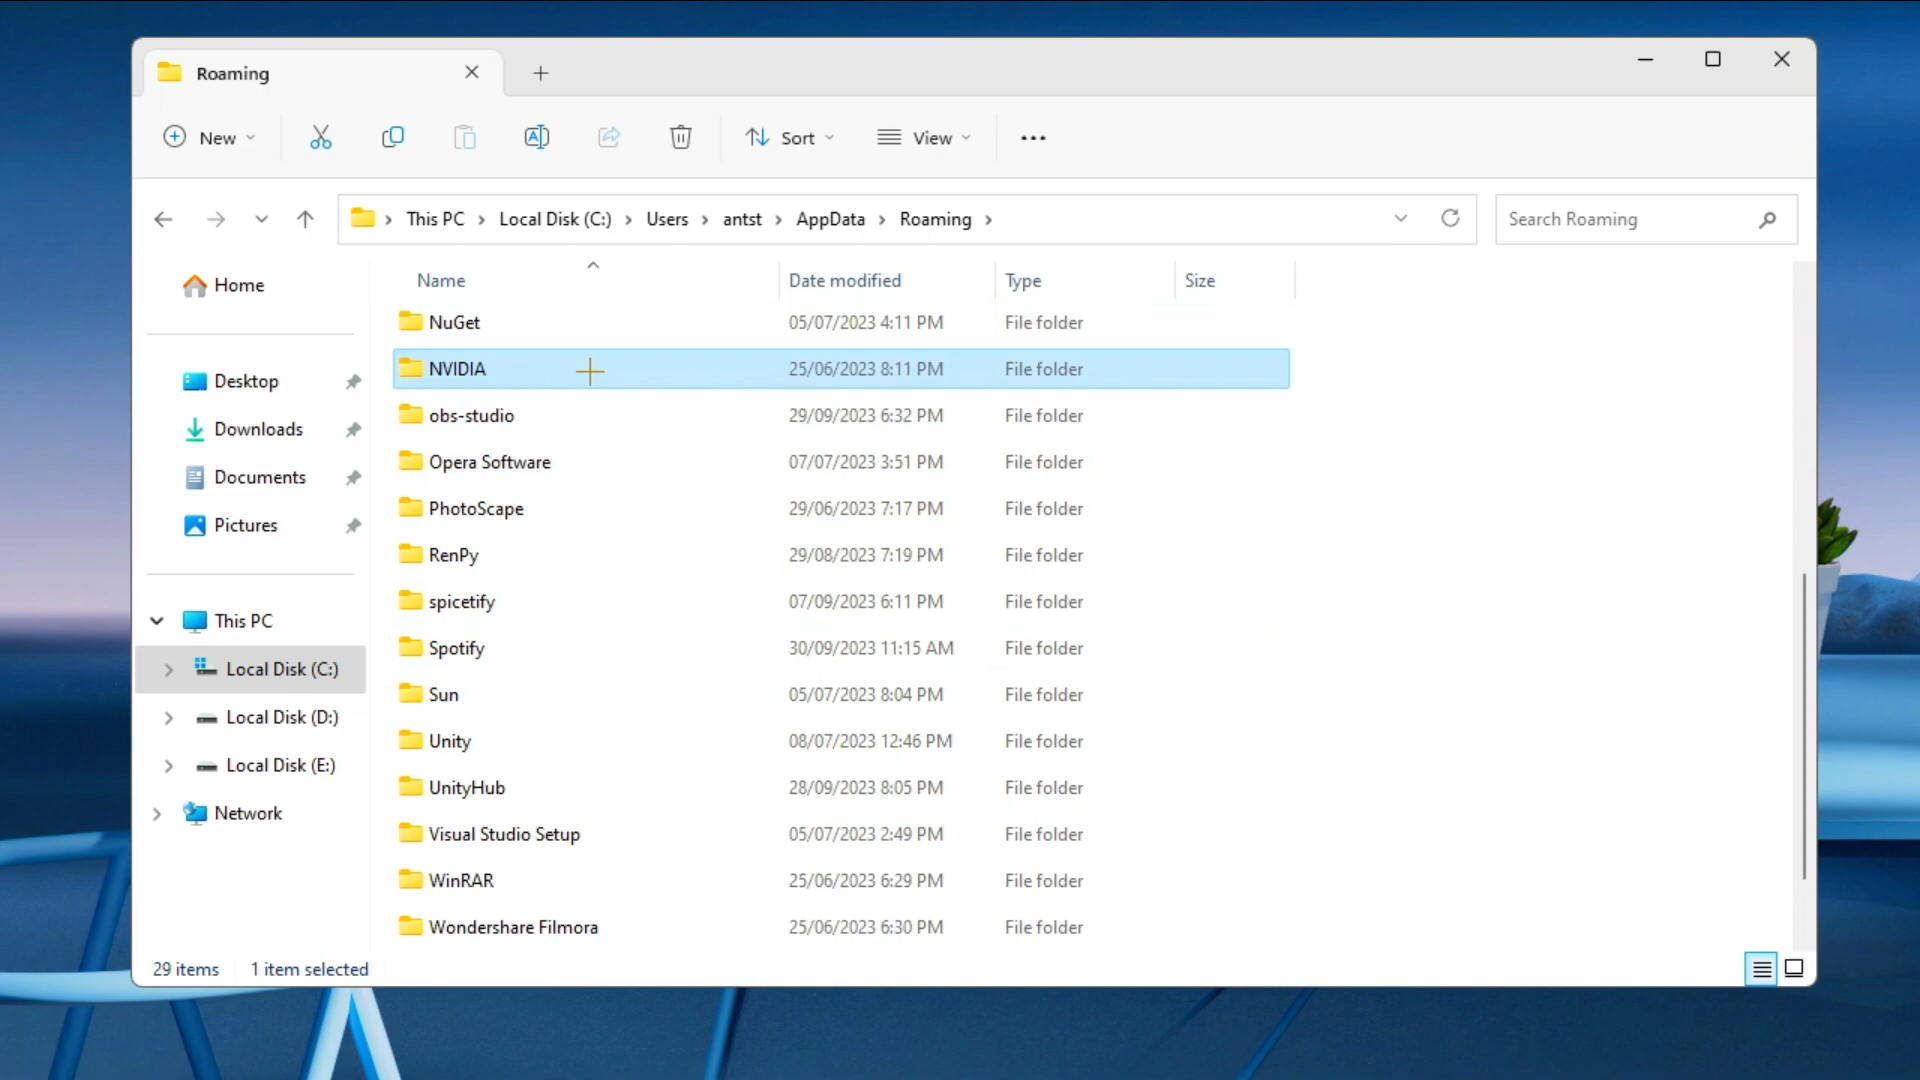 Roaming
New
Sort
View
This PC > Local Disk (C:) > Users > antst > AppData > Roaming >
Search Roaming
Home
Desktop
Downloads
Documents
Pictures
This PC
Local Disk (C:)
Local Disk (D:)
Local Disk (E:)
Network
Name Date modified Type Size
NuGet 05/07/2023 4:11 PM File folder
NVIDIA 25/06/2023 8:11 PM File folder
obs-studio 29/09/2023 6:32 PM File folder
Opera Software 07/07/2023 3:51 PM File folder
PhotoScape 29/06/2023 7:17 PM File folder
RenPy 29/08/2023 7:19 PM File folder
spicetify 07/09/2023 6:11 PM File folder
Spotify 30/09/2023 11:15 AM File folder
Sun 05/07/2023 8:04 PM File folder
Unity 08/07/2023 12:46 PM File folder
UnityHub 28/09/2023 8:05 PM File folder
Visual Studio Setup 05/07/2023 2:49 PM File folder
WinRAR 25/06/2023 6:29 PM File folder
Wondershare Filmora 25/06/2023 6:30 PM File folder
29 items 1 item selected